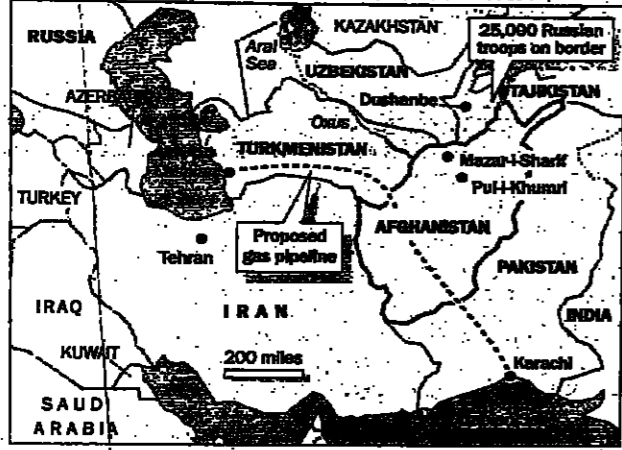 RUSSIA
KAZAKHSTAN
25,000 Russian
troops on border
Aral
Sea
UZBEKISTAN
AZERB
Dushanbe
TAJIKISTAN
Oxus
TURKMENISTAN
Mazar-i-Sharif
Pul-i-Khumri
TURKEY
AFGHANISTAN
Proposed
gas pipeline
Tehran
PAKISTAN
IRAQ
IRAN
INDIA
KUWAIT
200 miles
Karachi
SAUDI
ARABIA